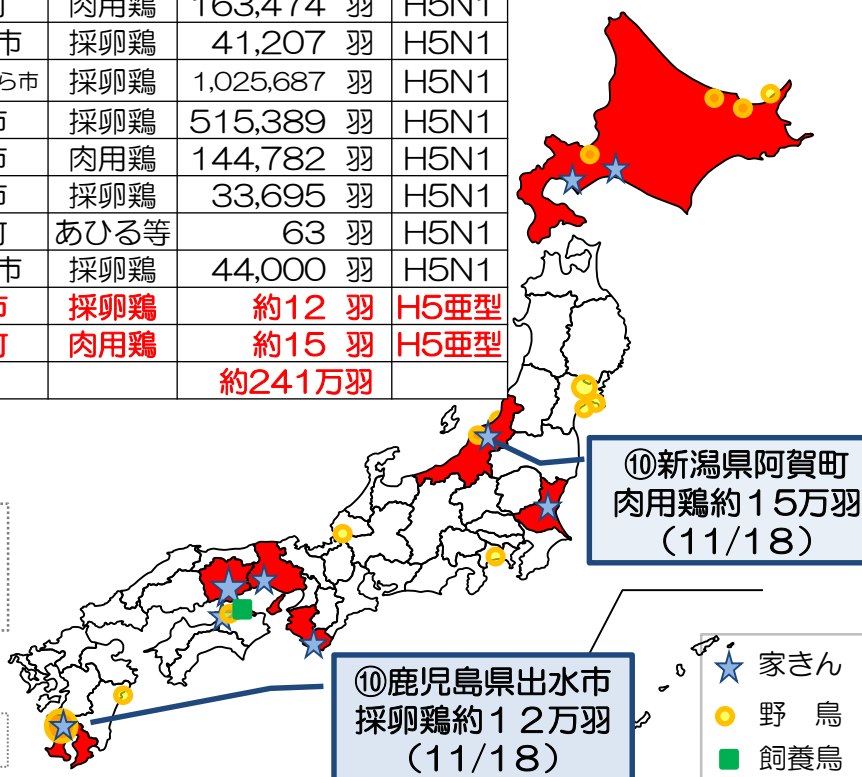 町 肉用鶏 163,474 羽 H5N1
市 採卵鶏 41,207 羽 H5N1
ら市 採卵鶏 1,025,687 羽 H5N1
市 採卵鶏 515,389 羽 H5N1
市 肉用鶏 144,782 羽 H5N1
市 採卵鶏 33,695 羽 H5N1
町 あひる等 63 羽 H5N1
市 採卵鶏 44,000 羽 H5N1
市 採卵鶏 約12 羽 H5亜型
町 肉用鶏 約15 羽 H5亜型
約241万羽
⑩新潟県阿賀町
肉用鶏約15万羽
(11/18)
⑩鹿児島県出水市
採卵鶏約12万羽
(11/18)
家きん
野 鳥
飼養鳥